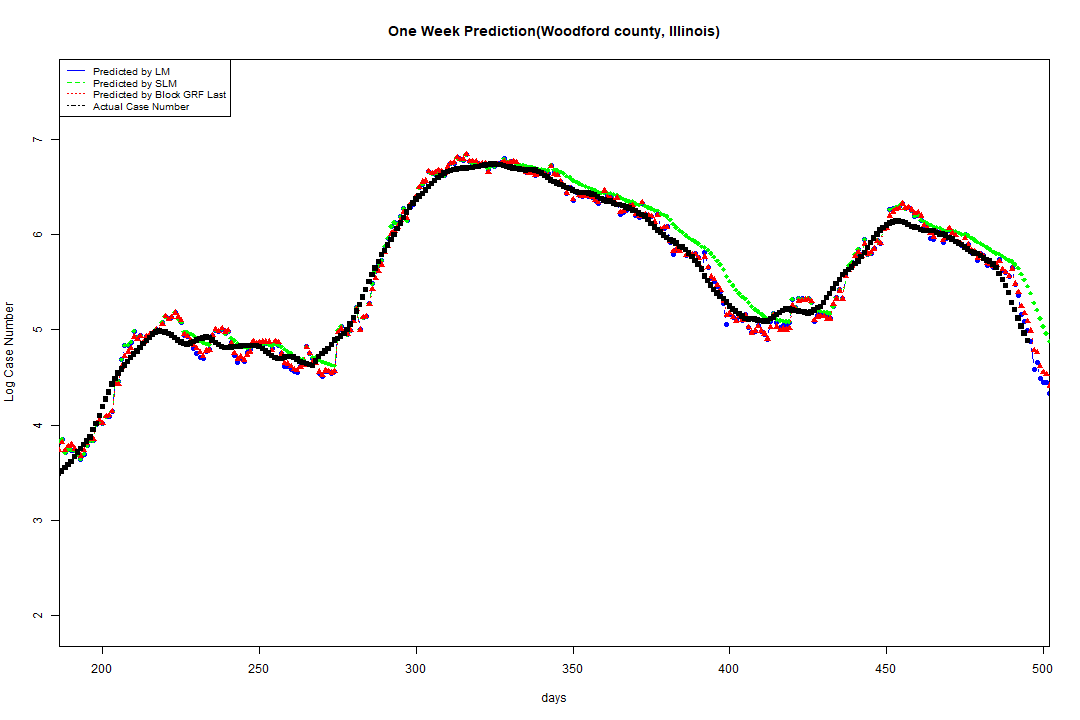 One Week Prediction(Woodford county, Illinois)
Predicted by LM
Predicted by SLM
Predicted by Block GRF Last
Actual Case Number
7
6
5
4
3
2
Log Case Number
200 250 300 350 400 450 500
days